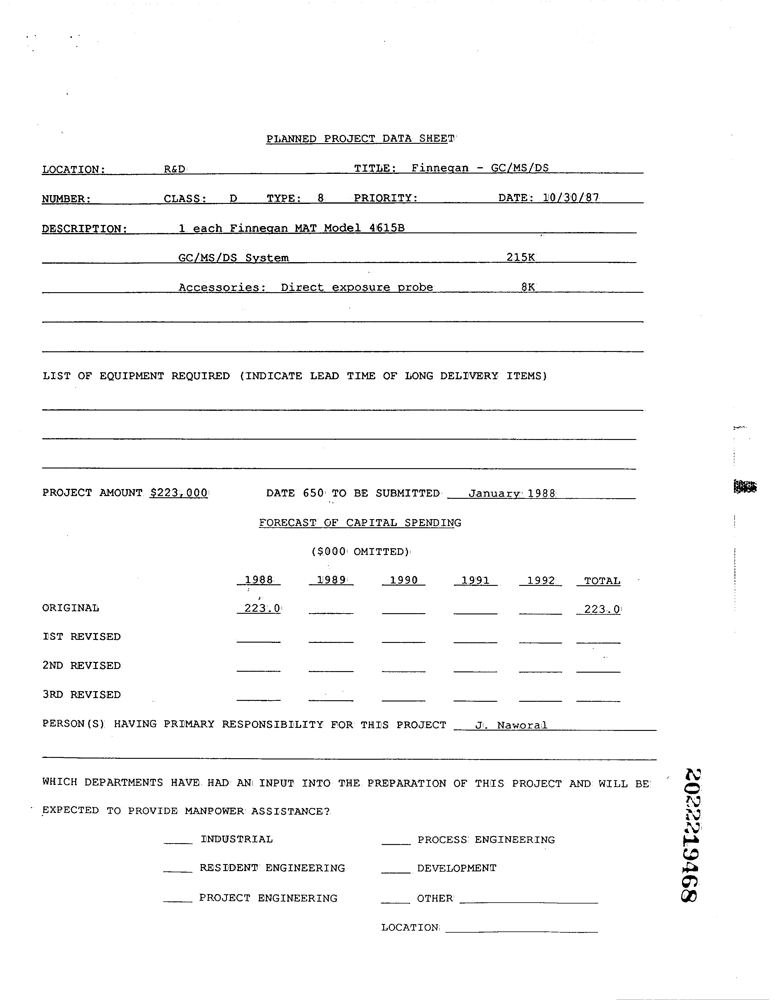 PLANNED PROJECT DATA SHEET
LOCATION: R&D TITLE: Finnegan - GC/MS/DS
NUMBER: CLASS: D TYPE: 8 PRIORITY: DATE: 10/30/87
DESCRIPTION: 1 each Finnegan MAT Model 4615B
GC/MS/DS System 215K
Accessories: Direct exposure probe 8K
LIST OF EQUIPMENT REQUIRED (INDICATE LEAD TIME OF LONG DELIVERY ITEMS)
PROJECT AMOUNT $223,000 DATE 650 TO BE SUBMITTED January 1988
FORECAST OF CAPITAL SPENDING
($000 OMITTED)
1988 1989 1990 1991 1992 TOTAL
ORIGINAL 223.0 223.0
IST REVISED
2ND REVISED
3RD REVISED
PERSON(S) HAVING PRIMARY RESPONSIBILITY FOR THIS PROJECT J. Naworal
WHICH DEPARTMENTS HAVE HAD AN INPUT INTO THE PREPARATION OF THIS PROJECT AND WILL BE
EXPECTED TO PROVIDE MANPOWER ASSISTANCE?
INDUSTRIAL PROCESS ENGINEERING
RESIDENT ENGINEERING DEVELOPMENT
PROJECT ENGINEERING OTHER
LOCATION
2022219468